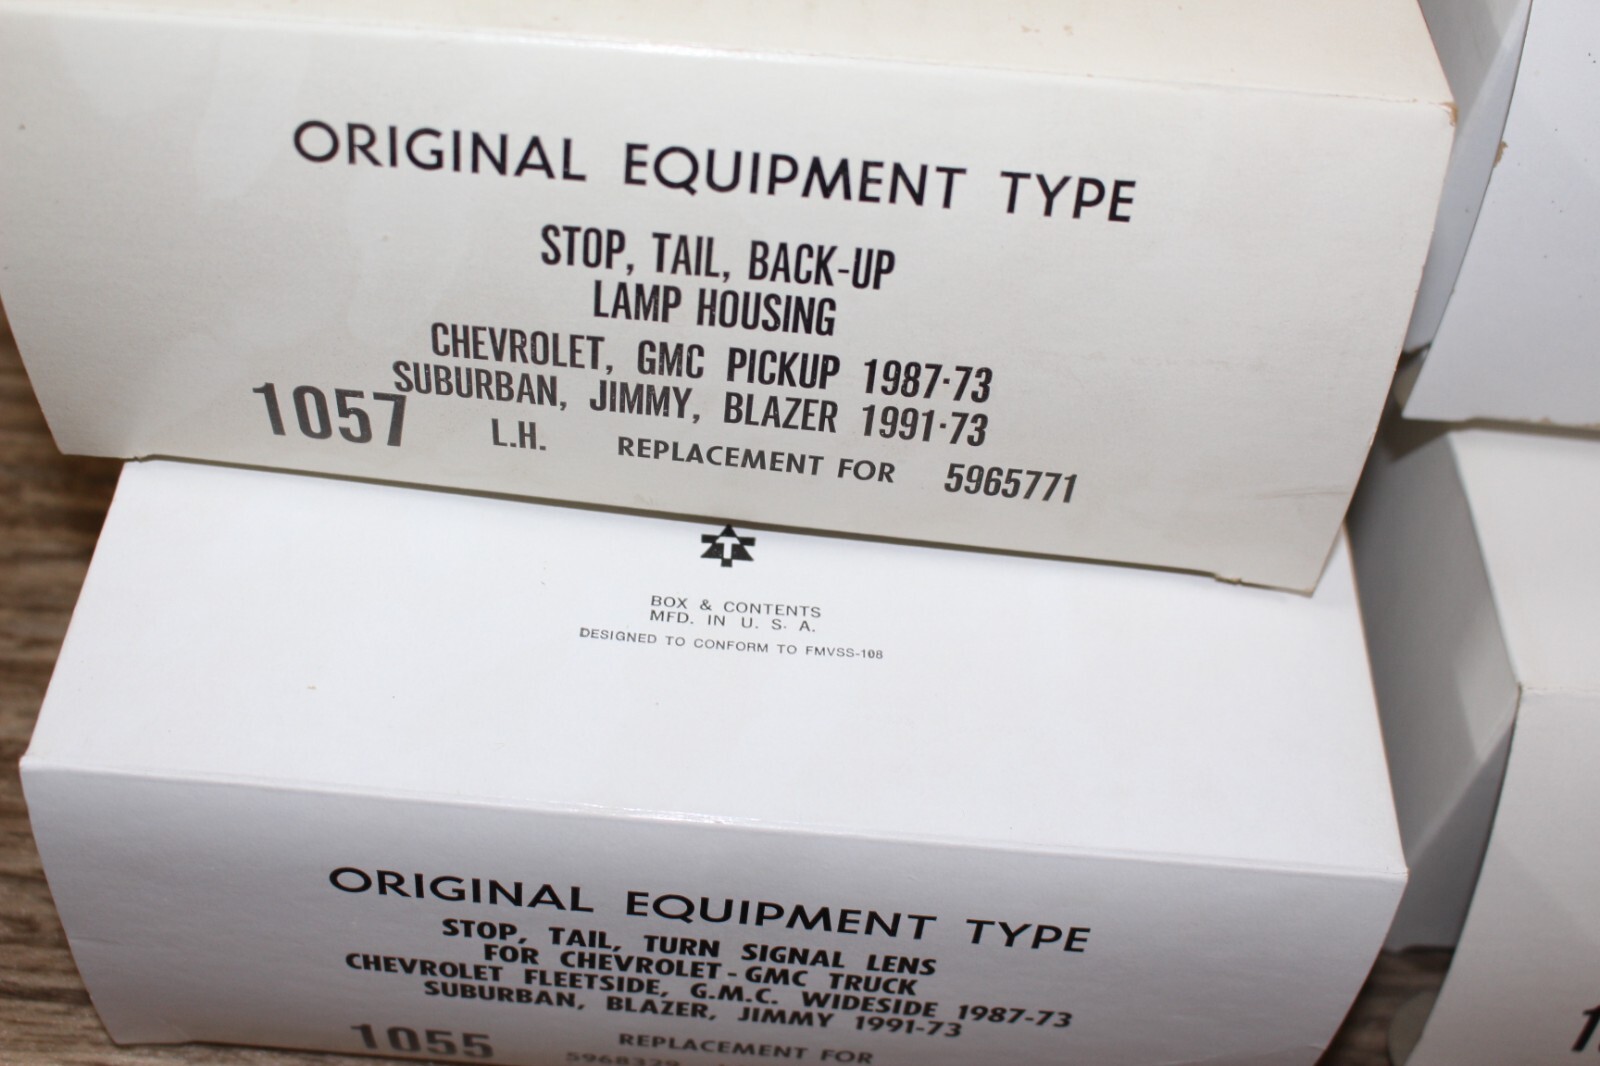 ORIGINAL EQUIPMENT TYPE
STOP, TAIL, BACK-UP
LAMP HOUSING
CHEVROLET, GMC PICKUP 1987-73
SUBURBAN, JIMMY, BLAZER 1991-73
1057 L.H. REPLACEMENT FOR 5965771
T
BOX & CONTENTS
MFD. IN U. S. A.
DESIGNED TO CONFORM TO FMVSS-108
ORIGINAL EQUIPMENT TYPE
STOP, TAIL, TURN SIGNAL LENS
FOR CHEVROLET - GMC TRUCK
CHEVROLET FLEETSIDE, G.M.C. WIDESIDE 1987-73
SUBURBAN, BLAZER, JIMMY 1991-73
1055 REPLACEMENT FOR